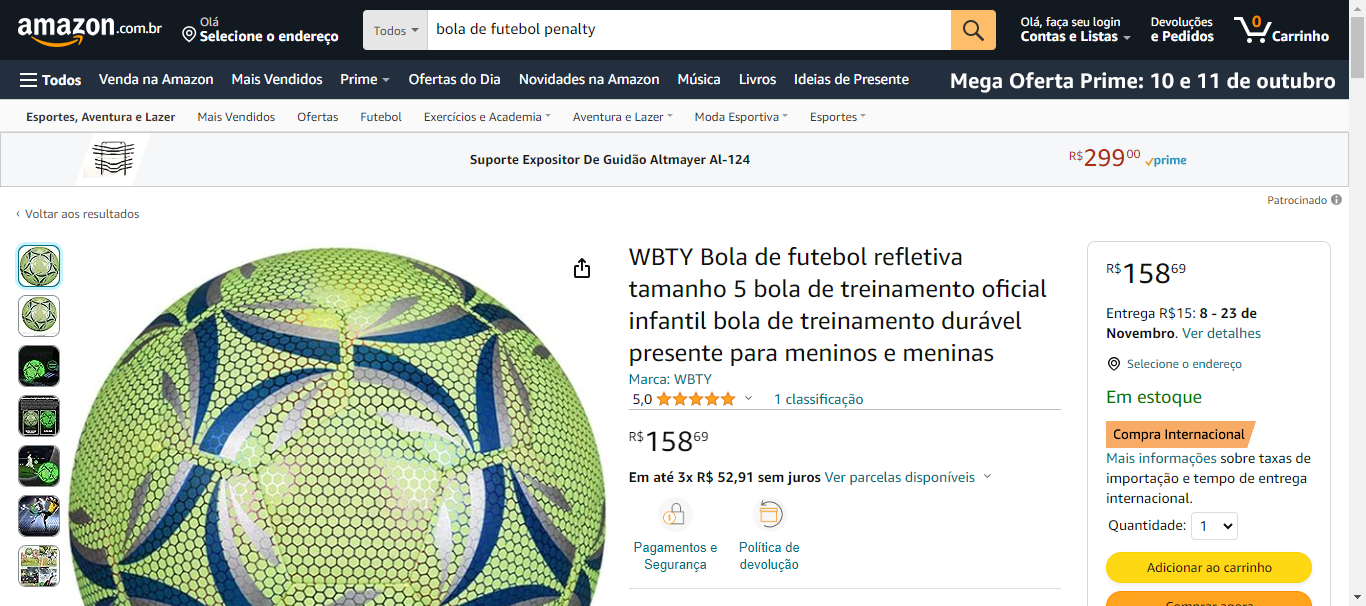 amazon.com.br
Olá
Selecione o endereço
Todos
bola de futebol penalty
Olá, faça seu login
Contas e Listas
Devoluções
e Pedidos
0
Carrinho
Todos
Venda na Amazon
Mais Vendidos
Prime
Ofertas do Dia
Novidades na Amazon
Música
Livros
Ideias de Presente
Mega Oferta Prime: 10 e 11 de outubro
Esportes, Aventura e Lazer
Mais Vendidos
Ofertas
Futebol
Exercícios e Academia
Aventura e Lazer
Moda Esportiva
Esportes
Suporte Expositor De Guidão Altmayer Al-124
R$29900
prime
Patrocinado
‹ Voltar aos resultados
WBTY Bola de futebol refletiva
tamanho 5 bola de treinamento oficial
infantil bola de treinamento durável
presente para meninos e meninas
Marca: WBTY
5,0
1 classificação
R$15869
Em até 3x R$ 52,91 sem juros Ver parcelas disponíveis
Pagamentos e
Segurança
Política de
devolução
R$15869
Entrega R$15: 8 - 23 de
Novembro. Ver detalhes
Selecione o endereço
Em estoque
Compra Internacional
Mais informações sobre taxas de
importação e tempo de entrega
internacional.
Quantidade: 1
Adicionar ao carrinho
Comprar agora